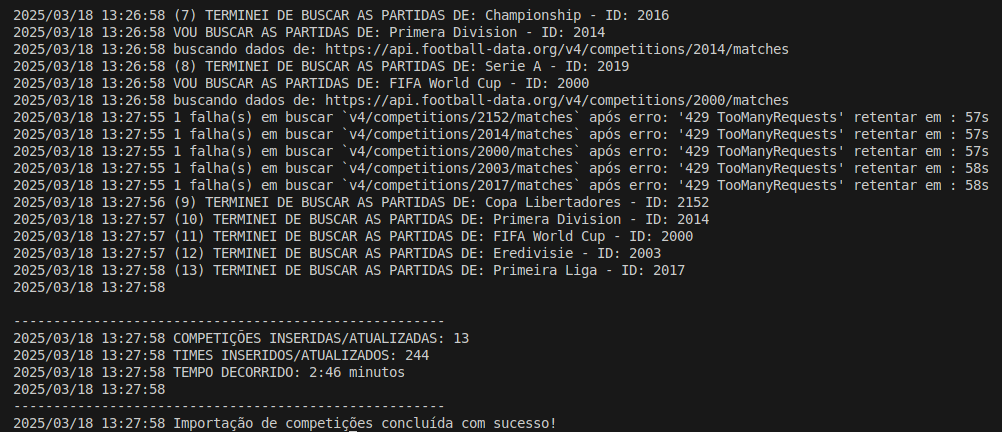 2025/03/18 13:26:58 (7) TERMINEI DE BUSCAR AS PARTIDAS DE: Championship - ID: 2016
2025/03/18 13:26:58 VOU BUSCAR AS PARTIDAS DE: Primera Division - ID: 2014
2025/03/18 13:26:58 buscando dados de: https://api.football-data.org/v4/competitions/2014/matches
2025/03/18 13:26:58 (8) TERMINEI DE BUSCAR AS PARTIDAS DE: Serie A - ID: 2019
2025/03/18 13:26:58 VOU BUSCAR AS PARTIDAS DE: FIFA World Cup - ID: 2000
2025/03/18 13:26:58 buscando dados de: https://api.football-data.org/v4/competitions/2000/matches
2025/03/18 13:27:55 1 falha(s) em buscar `v4/competitions/2152/matches` após erro: '429 TooManyRequests' retentar em : 57s
2025/03/18 13:27:55 1 falha(s) em buscar `v4/competitions/2014/matches` após erro: '429 TooManyRequests' retentar em : 57s
2025/03/18 13:27:55 1 falha(s) em buscar `v4/competitions/2000/matches` após erro: '429 TooManyRequests' retentar em : 57s
2025/03/18 13:27:55 1 falha(s) em buscar `v4/competitions/2003/matches` após erro: '429 TooManyRequests' retentar em : 58s
2025/03/18 13:27:55 1 falha(s) em buscar `v4/competitions/2017/matches` após erro: '429 TooManyRequests' retentar em : 58s
2025/03/18 13:27:56 (9) TERMINEI DE BUSCAR AS PARTIDAS DE: Copa Libertadores - ID: 2152
2025/03/18 13:27:57 (10) TERMINEI DE BUSCAR AS PARTIDAS DE: Primera Division - ID: 2014
2025/03/18 13:27:57 (11) TERMINEI DE BUSCAR AS PARTIDAS DE: FIFA World Cup - ID: 2000
2025/03/18 13:27:57 (12) TERMINEI DE BUSCAR AS PARTIDAS DE: Eredivisie - ID: 2003
2025/03/18 13:27:58 (13) TERMINEI DE BUSCAR AS PARTIDAS DE: Primeira Liga - ID: 2017
2025/03/18 13:27:58
------------------------------------------------------
2025/03/18 13:27:58 COMPETIÇÕES INSERIDAS/ATUALIZADAS: 13
2025/03/18 13:27:58 TIMES INSERIDOS/ATUALIZADOS: 244
2025/03/18 13:27:58 TEMPO DECORRIDO: 2:46 minutos
2025/03/18 13:27:58
------------------------------------------------------
2025/03/18 13:27:58 Importação de competições concluída com sucesso!